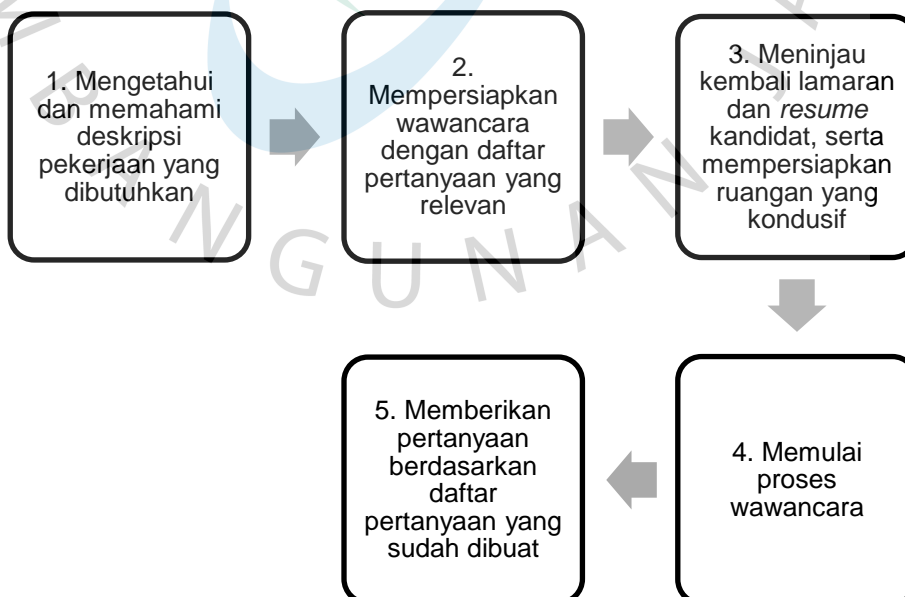 1. Mengetahui
dan memahami
deskripsi
pekerjaan yang
dibutuhkan
2.
Mempersiapkan
wawancara
dengan daftar
pertanyaan yang
relevan
3. Meninjau
kembali lamaran
dan resume
kandidat, serta
mempersiapkan
ruangan yang
kondusif
4. Memulai
proses
wawancara
5. Memberikan
pertanyaan
berdasarkan
daftar
pertanyaan yang
sudah dibuat
M B A N G U N A N J A